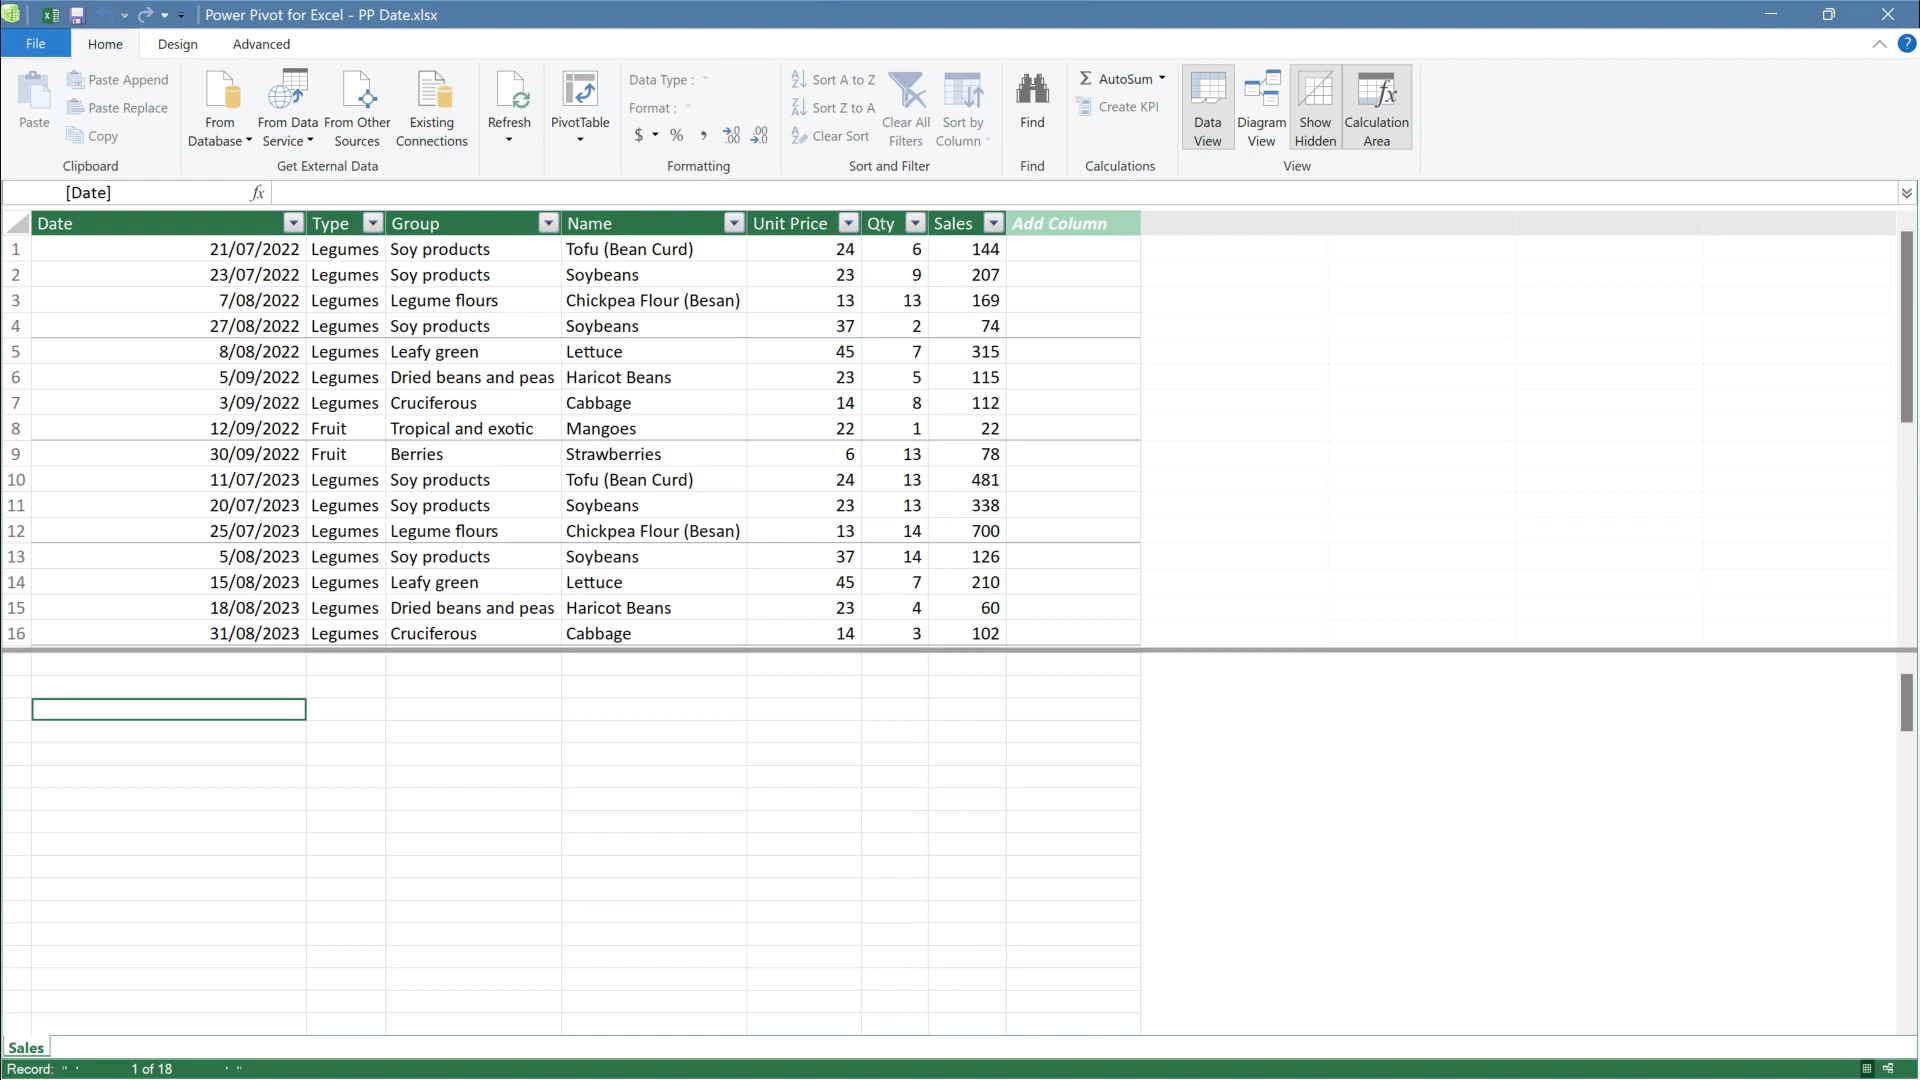 Power Pivot for Excel - PP Date.xlsx
File Home Design Advanced
Paste
Paste Append
Paste Replace
Copy
Clipboard
From Database
From Data Service
From Other Sources
Existing Connections
Get External Data
Refresh
PivotTable
Data Type :
Format :
$ % , .00 .00
Formatting
Sort A to Z
Sort Z to A
Clear Sort
Clear All Filters
Sort by Column
Sort and Filter
Find
Find
AutoSum
Create KPI
Calculations
Data View
Diagram View
Show Hidden
Calculation Area
View
[Date] fx
Date Type Group Name Unit Price Qty Sales Add Column
1 21/07/2022 Legumes Soy products Tofu (Bean Curd) 24 6 144
2 23/07/2022 Legumes Soy products Soybeans 23 9 207
3 7/08/2022 Legumes Legume flours Chickpea Flour (Besan) 13 13 169
4 27/08/2022 Legumes Soy products Soybeans 37 2 74
5 8/08/2022 Legumes Leafy green Lettuce 45 7 315
6 5/09/2022 Legumes Dried beans and peas Haricot Beans 23 5 115
7 3/09/2022 Legumes Cruciferous Cabbage 14 8 112
8 12/09/2022 Fruit Tropical and exotic Mangoes 22 1 22
9 30/09/2022 Fruit Berries Strawberries 6 13 78
10 11/07/2023 Legumes Soy products Tofu (Bean Curd) 24 13 481
11 20/07/2023 Legumes Soy products Soybeans 23 13 338
12 25/07/2023 Legumes Legume flours Chickpea Flour (Besan) 13 14 700
13 5/08/2023 Legumes Soy products Soybeans 37 14 126
14 15/08/2023 Legumes Leafy green Lettuce 45 7 210
15 18/08/2023 Legumes Dried beans and peas Haricot Beans 23 4 60
16 31/08/2023 Legumes Cruciferous Cabbage 14 3 102
Sales
Record: 1 of 18